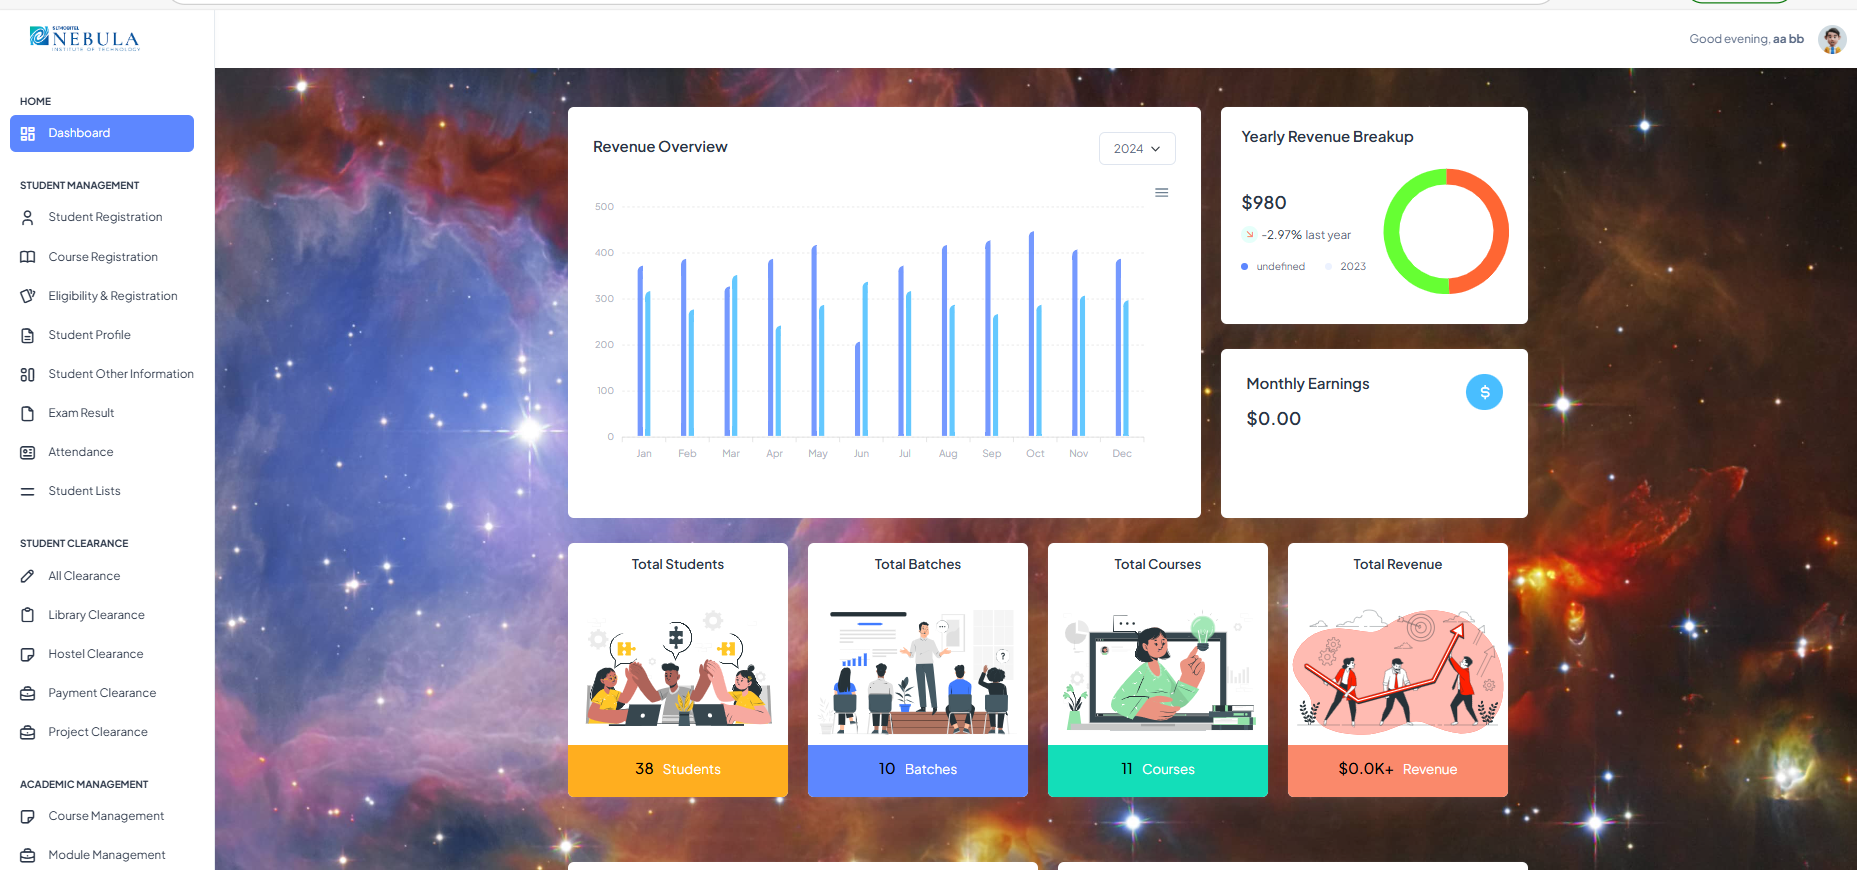 SLTMOBITEL
NEBULA
INSTITUTE OF TECHNOLOGY
Good evening, aa bb
HOME
Dashboard
STUDENT MANAGEMENT
Student Registration
Course Registration
Eligibility & Registration
Student Profile
Student Other Information
Exam Result
Attendance
Student Lists
STUDENT CLEARANCE
All Clearance
Library Clearance
Hostel Clearance
Payment Clearance
Project Clearance
ACADEMIC MANAGEMENT
Course Management
Module Management
Revenue Overview
2024
500
400
300
200
100
0
Jan Feb Mar Apr May Jun Jul Aug Sep Oct Nov Dec
Yearly Revenue Breakup
$980
-2.97% last year
undefined 2023
Monthly Earnings
$
$0.00
Total Students
38 Students
Total Batches
?
10 Batches
Total Courses
11 Courses
Total Revenue
$0.0K+ Revenue